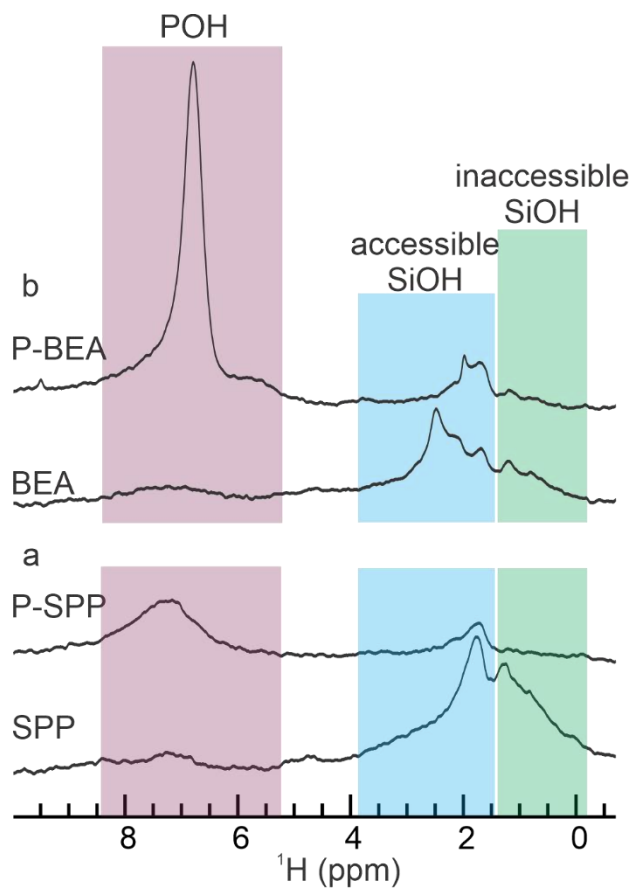 POH
inaccessible
SiOH
accessible
SiOH
b
P-BEA
BEA
a
P-SPP
SPP
8 6 4 2 0
¹H (ppm)